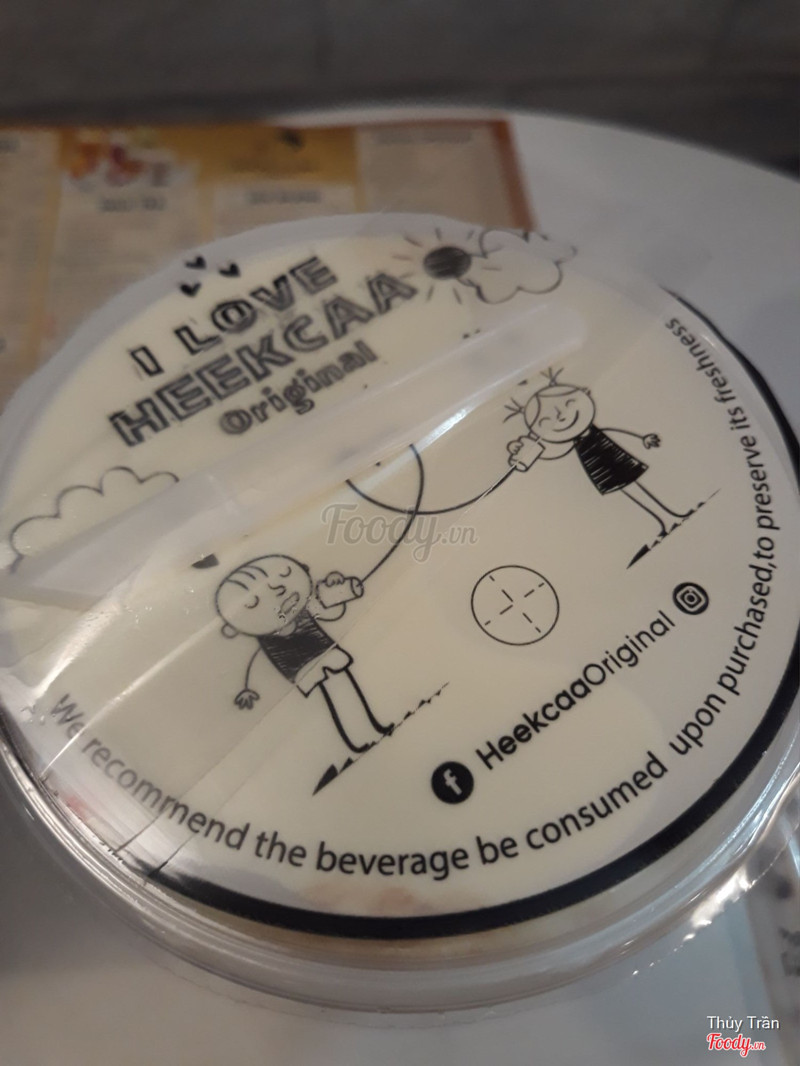 I LOVE
HEEKCAA
Original
Foody.vn
HeekcaaOriginal
We recommend the beverage be consumed upon purchased,to preserve its freshness
Thủy Trần
Foody.vn